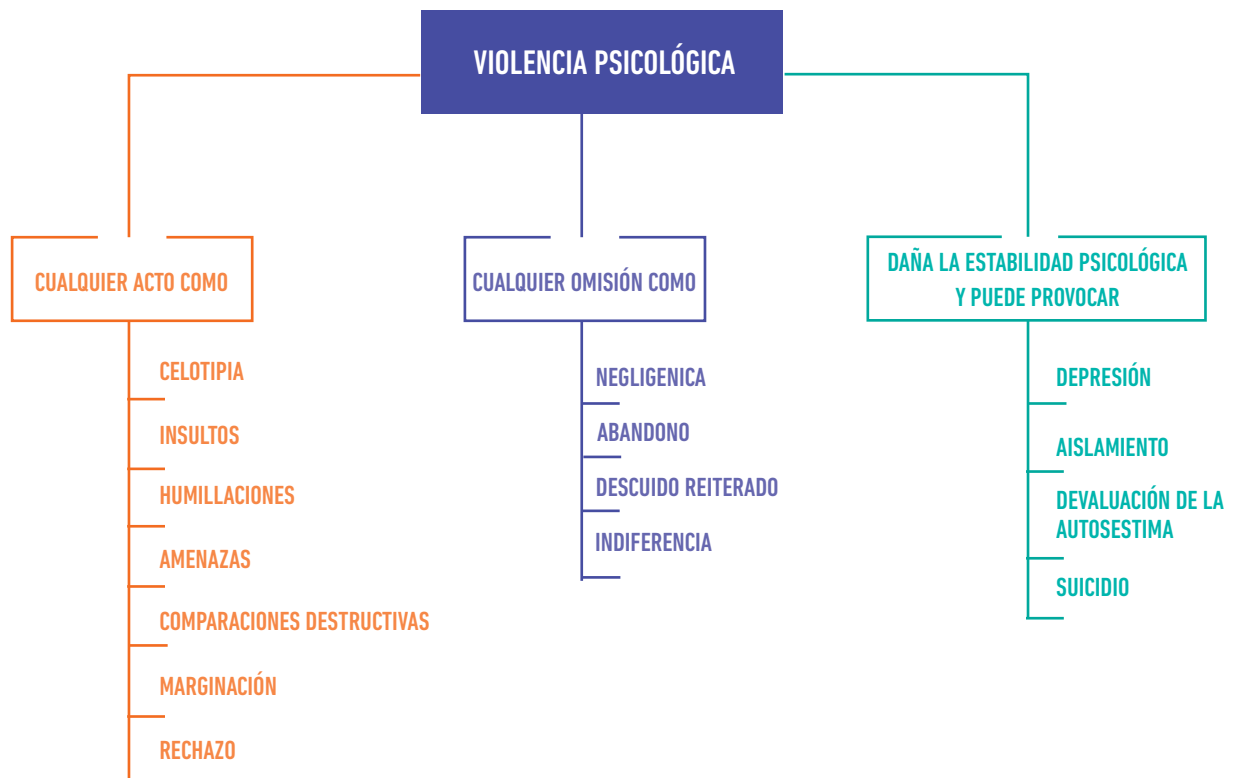 VIOLENCIA PSICOLÓGICA
CUALQUIER ACTO COMO
CELOTIPIA
INSULTOS
HUMILLACIONES
AMENAZAS
COMPARACIONES DESTRUCTIVAS
MARGINACIÓN
RECHAZO
CUALQUIER OMISIÓN COMO
NEGLIGENICA
ABANDONO
DESCUIDO REITERADO
INDIFERENCIA
DAÑA LA ESTABILIDAD PSICOLÓGICA
Y PUEDE PROVOCAR
DEPRESIÓN
AISLAMIENTO
DEVALUACIÓN DE LA
AUTOSESTIMA
SUICIDIO